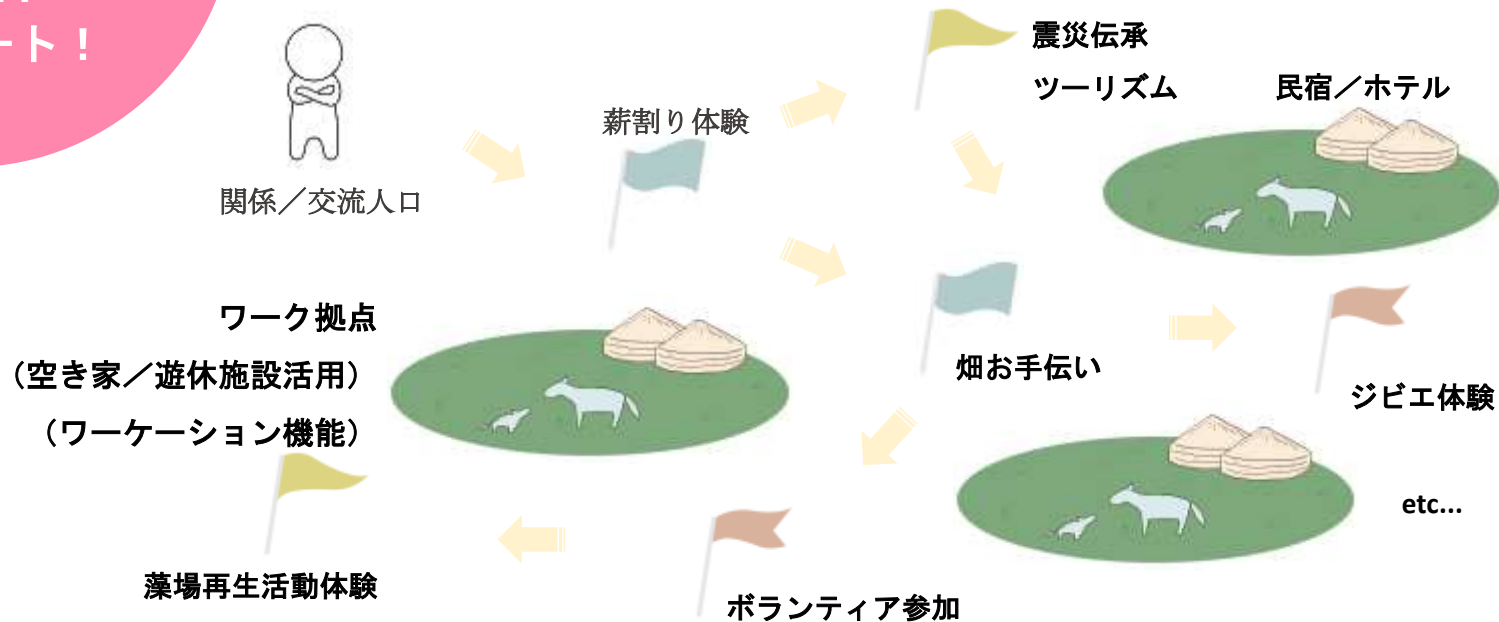 ート！
震災伝承
ツーリズム
民宿／ホテル
薪割り体験
関係／交流人口
ワーク拠点
（空き家／遊休施設活用）
（ワーケーション機能）
畑お手伝い
ジビエ体験
etc...
藻場再生活動体験
ボランティア参加